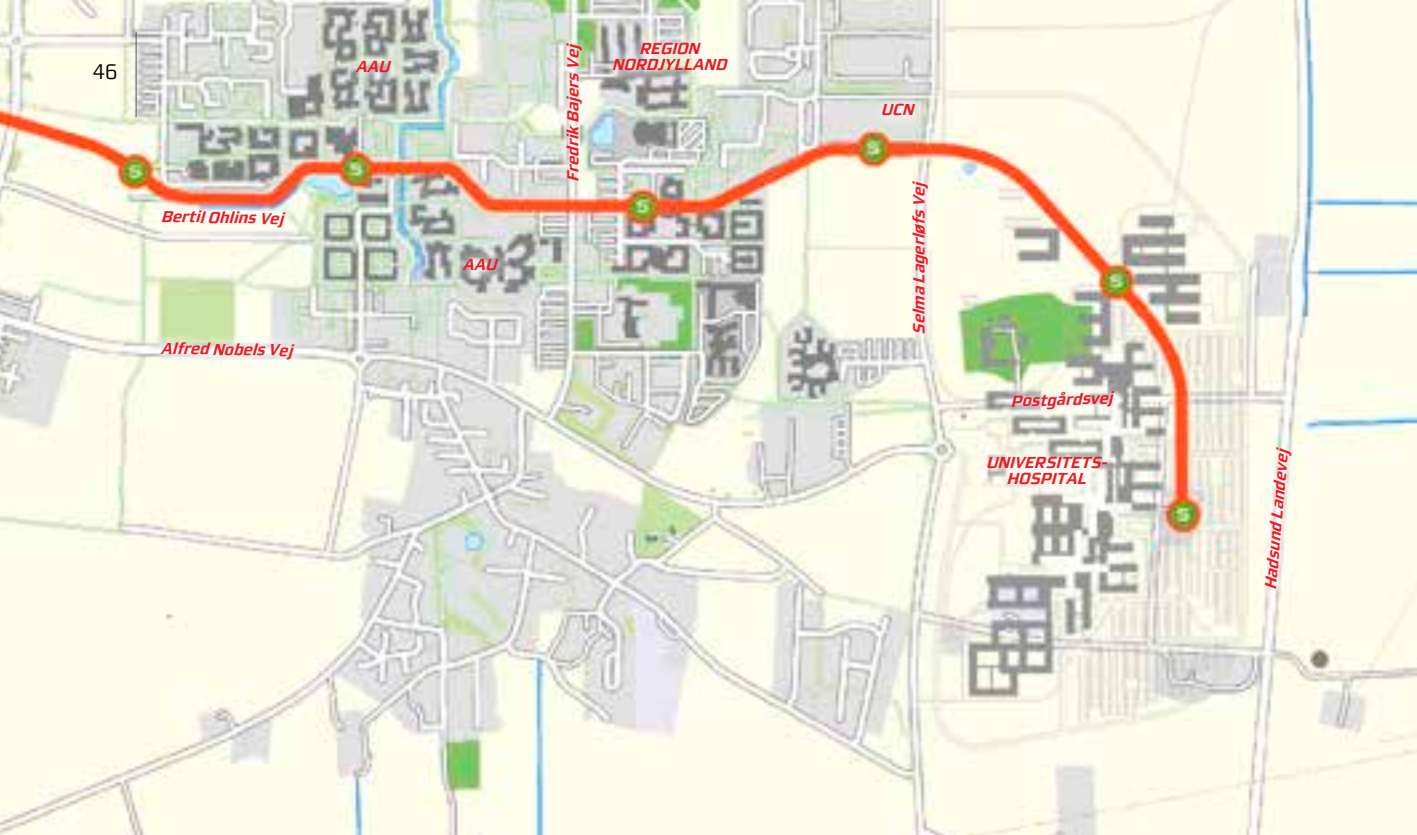 46
AAU
Fredrik Bajers Vej
REGION
NORDJYLLAND
UCN
S
S
S
S
S
S
Bertil Ohlins Vej
AAU
Selma Lagerløfs Vej
Alfred Nobels Vej
Postgårdsvej
UNIVERSITETS-
HOSPITAL
Hadsund Landevej